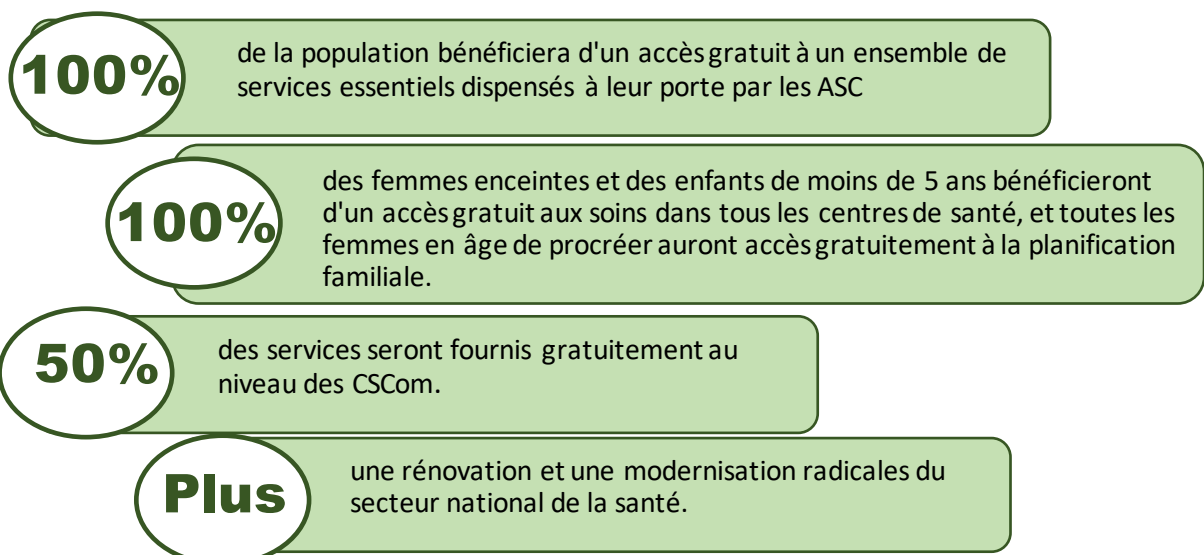 100%
de la population bénéficiera d'un accès gratuit à un ensemble de
services essentiels dispensés à leur porte par les ASC
100%
des femmes enceintes et des enfants de moins de 5 ans bénéficieront
d'un accès gratuit aux soins dans tous les centres de santé, et toutes les
femmes en âge de procréer auront accès gratuitement à la planification
familiale.
50%
des services seront fournis gratuitement au
niveau des CSCom.
Plus
une rénovation et une modernisation radicales du
secteur national de la santé.